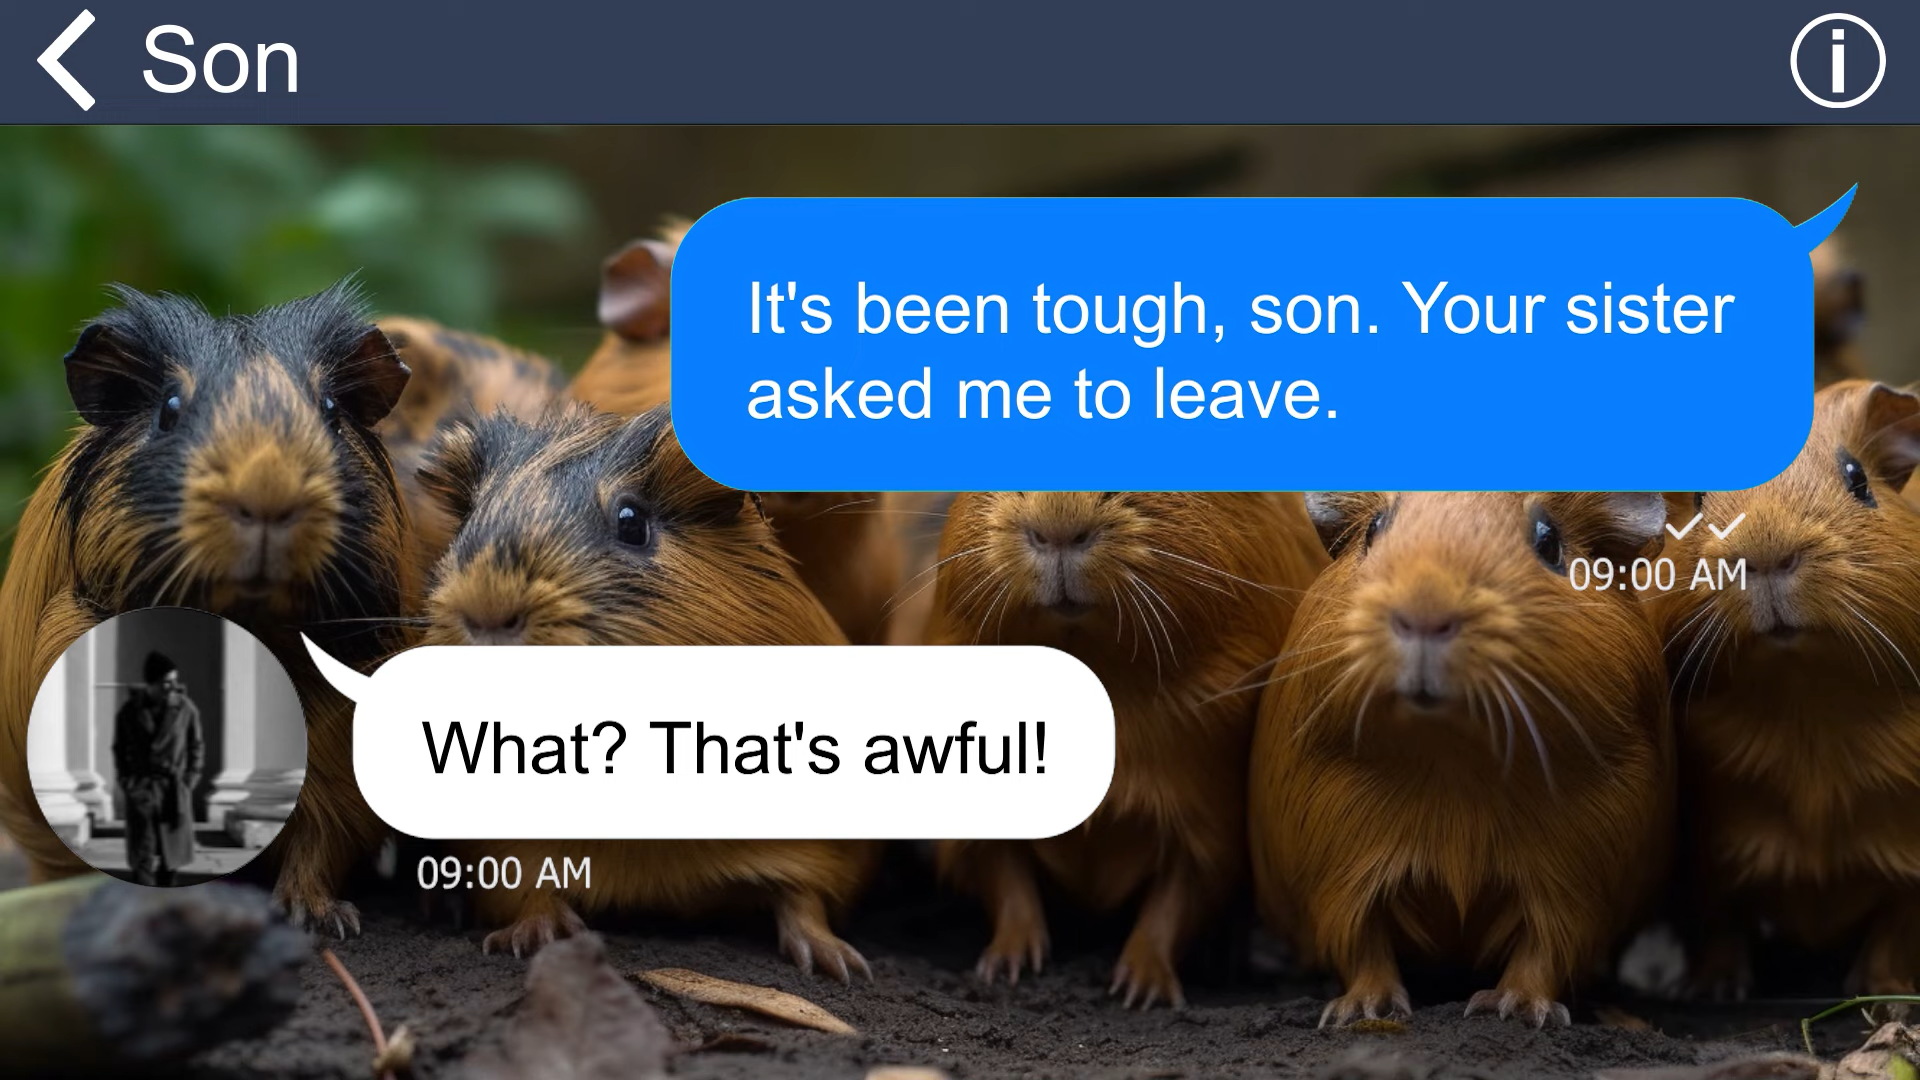 Son
It's been tough, son. Your sister
asked me to leave.
09:00 AM
What? That's awful!
09:00 AM